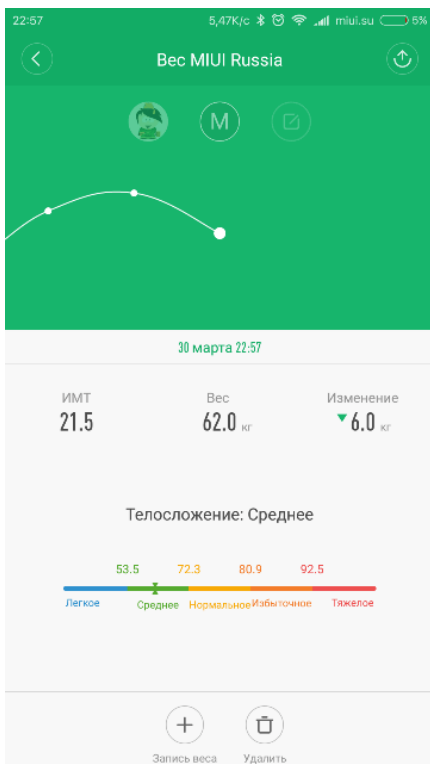 22:57 5,47K/c miui.su 5%
Вес MIUI Russia
M
30 марта 22:57
ИМТ Вес Изменение
21.5 62.0 кг 6.0 кг
Телосложение: Среднее
53.5 72.3 80.9 92.5
Легкое Среднее Нормальное Избыточное Тяжелое
Запись веса Удалить